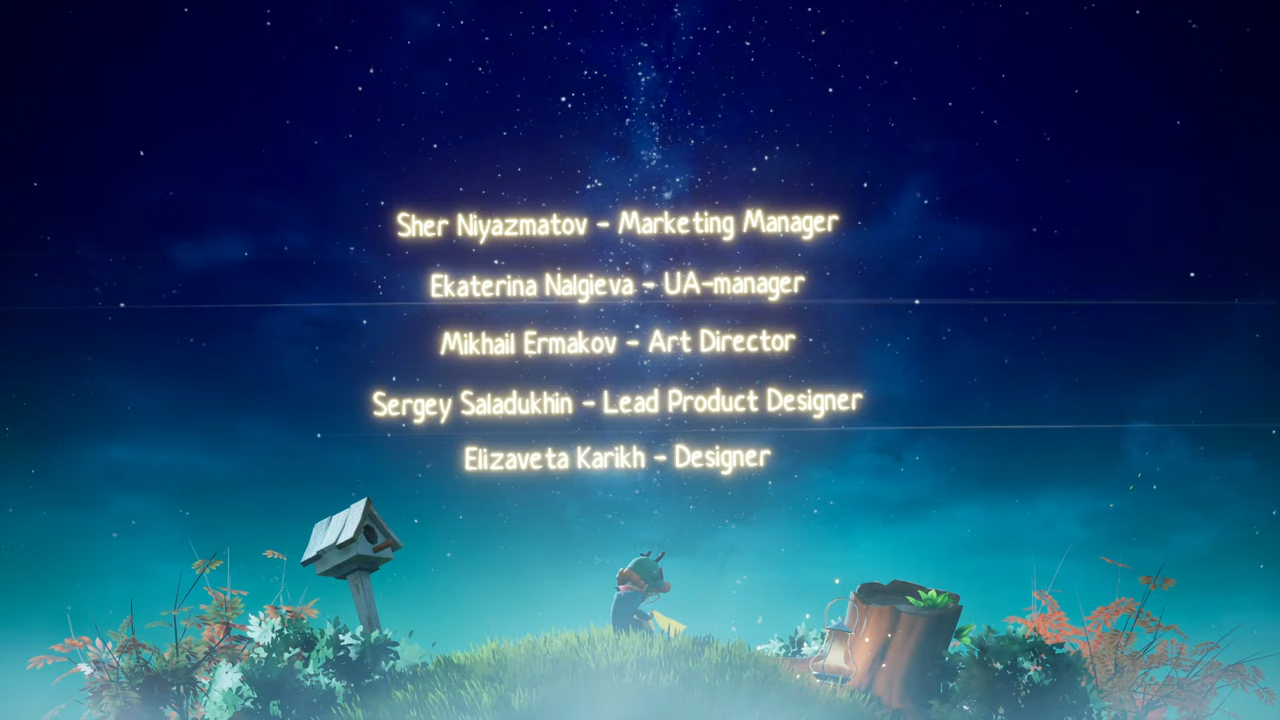 Sher Niyazmatov - Marketing Manager
Ekaterina Nalgieva - UA-manager
Mikhail Ermakov - Art Director
Sergey Saladukhin - Lead Product Designer
Elizaveta Karikh - Designer